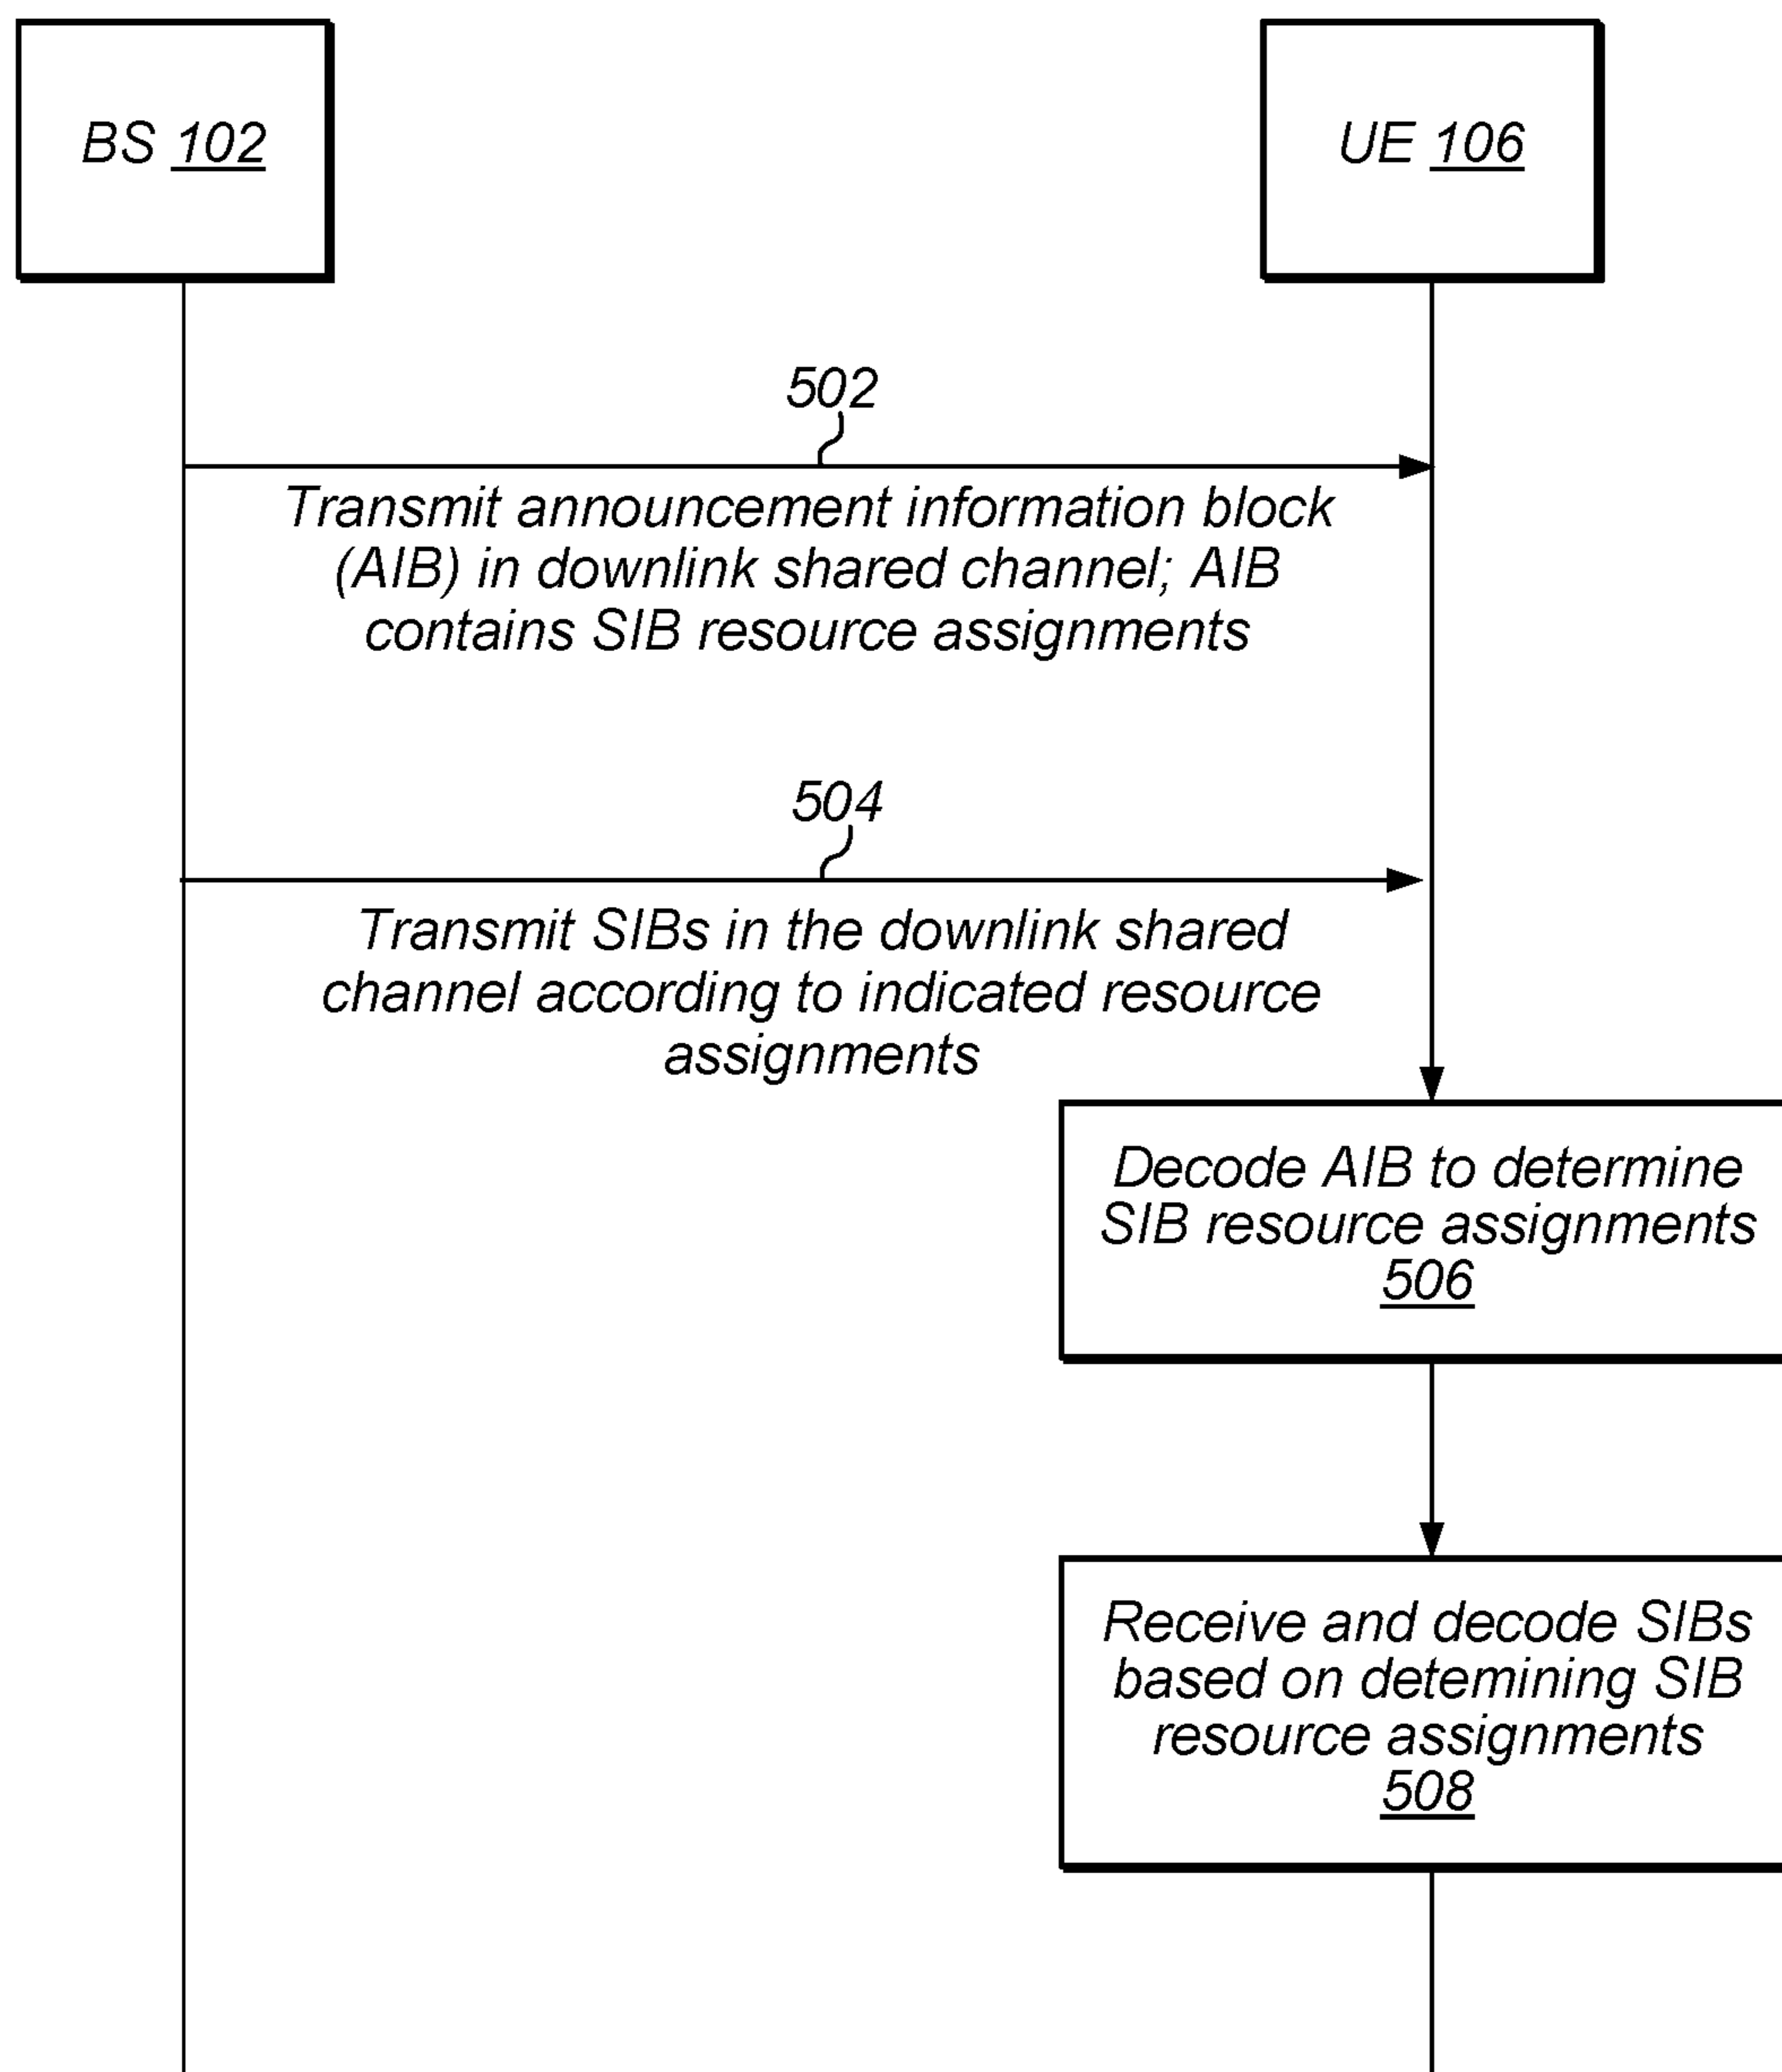 BS 102
UE 106
502
Transmit announcement information block
(AIB) in downlink shared channel; AIB
contains SIB resource assignments
504
Transmit SIBs in the downlink shared
channel according to indicated resource
assignments
Decode AIB to determine
SIB resource assignments
506
Receive and decode SIBs
based on detemining SIB
resource assignments
508